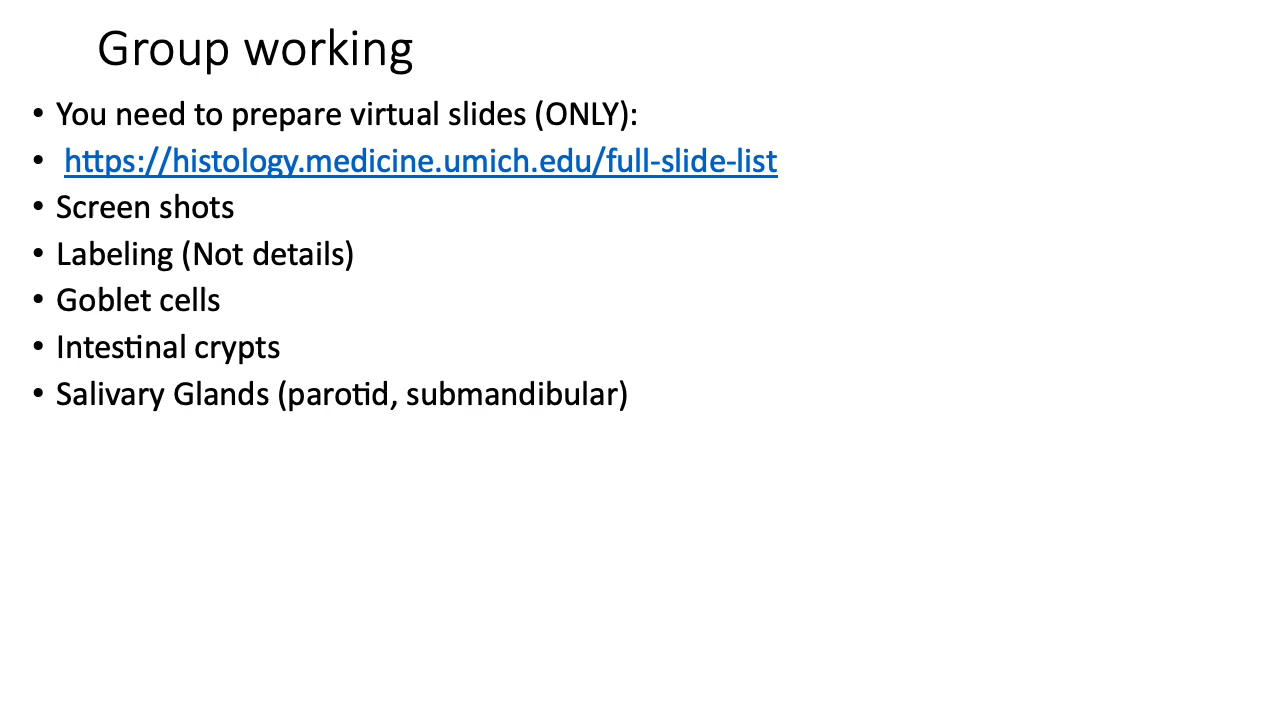 Group working
• You need to prepare virtual slides (ONLY):
• https://histology.medicine.umich.edu/full-slide-list
• Screen shots
• Labeling (Not details)
• Goblet cells
• Intestinal crypts
• Salivary Glands (parotid, submandibular)